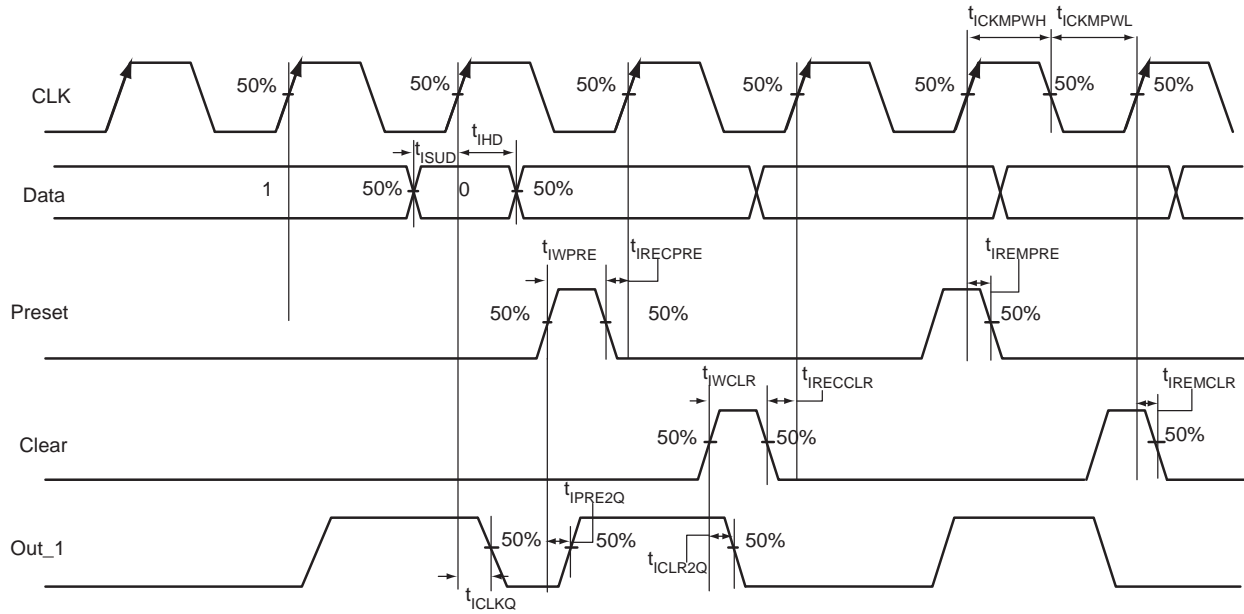 tICKMPWH tICKMPWL
CLK 50% 50% 50% 50% 50% 50% 50%
tISUD tIHD
Data 1 50% 0 50%
tIWPRE tIRECPRE tIREMPRE
Preset 50% 50% 50%
tIWCLR tIRECCLR tIREMCLR
Clear 50% 50% 50%
tIPRE2Q
Out_1 50% 50% 50%
tICLR2Q
tICLKQ